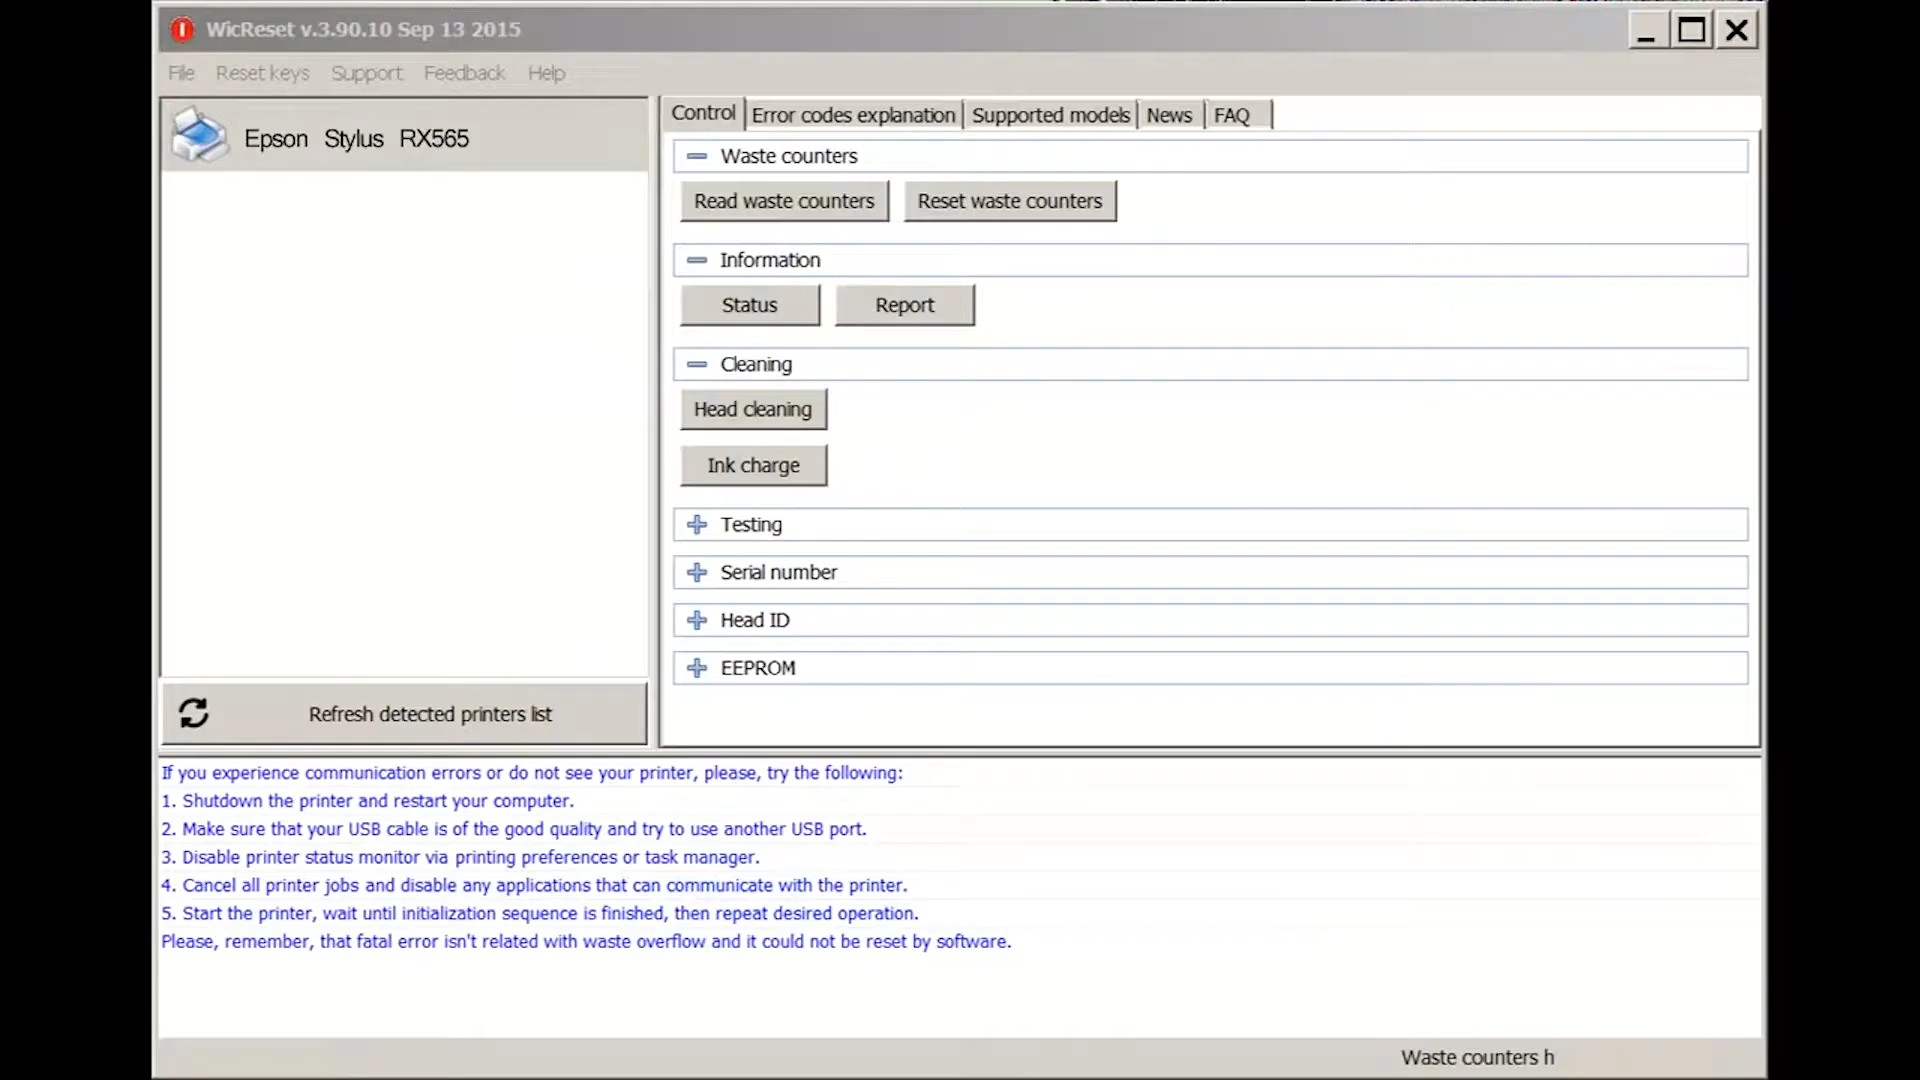 WicReset v.3.90.10 Sep 13 2015
File Reset keys Support Feedback Help
Epson Stylus RX565
Refresh detected printers list
Control Error codes explanation Supported models News FAQ
Waste counters
Read waste counters Reset waste counters
Information
Status Report
Cleaning
Head cleaning
Ink charge
Testing
Serial number
Head ID
EEPROM
If you experience communication errors or do not see your printer, please, try the following:
1. Shutdown the printer and restart your computer.
2. Make sure that your USB cable is of the good quality and try to use another USB port.
3. Disable printer status monitor via printing preferences or task manager.
4. Cancel all printer jobs and disable any applications that can communicate with the printer.
5. Start the printer, wait until initialization sequence is finished, then repeat desired operation.
Please, remember, that fatal error isn't related with waste overflow and it could not be reset by software.
Waste counters h